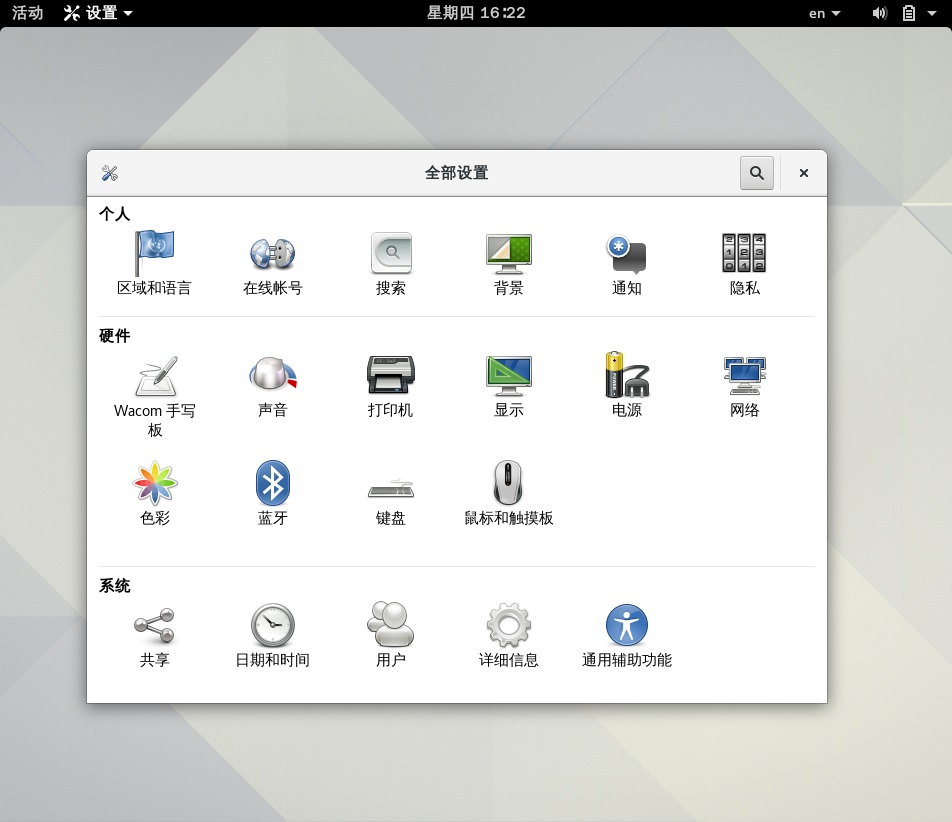 活动 设置 星期四 16:22 en
全部设置
个人
区域和语言 在线帐号 搜索 背景 通知 隐私
硬件
Wacom 手写 声音 打印机 显示 电源 网络
板
色彩 蓝牙 键盘 鼠标和触摸板
系统
共享 日期和时间 用户 详细信息 通用辅助功能